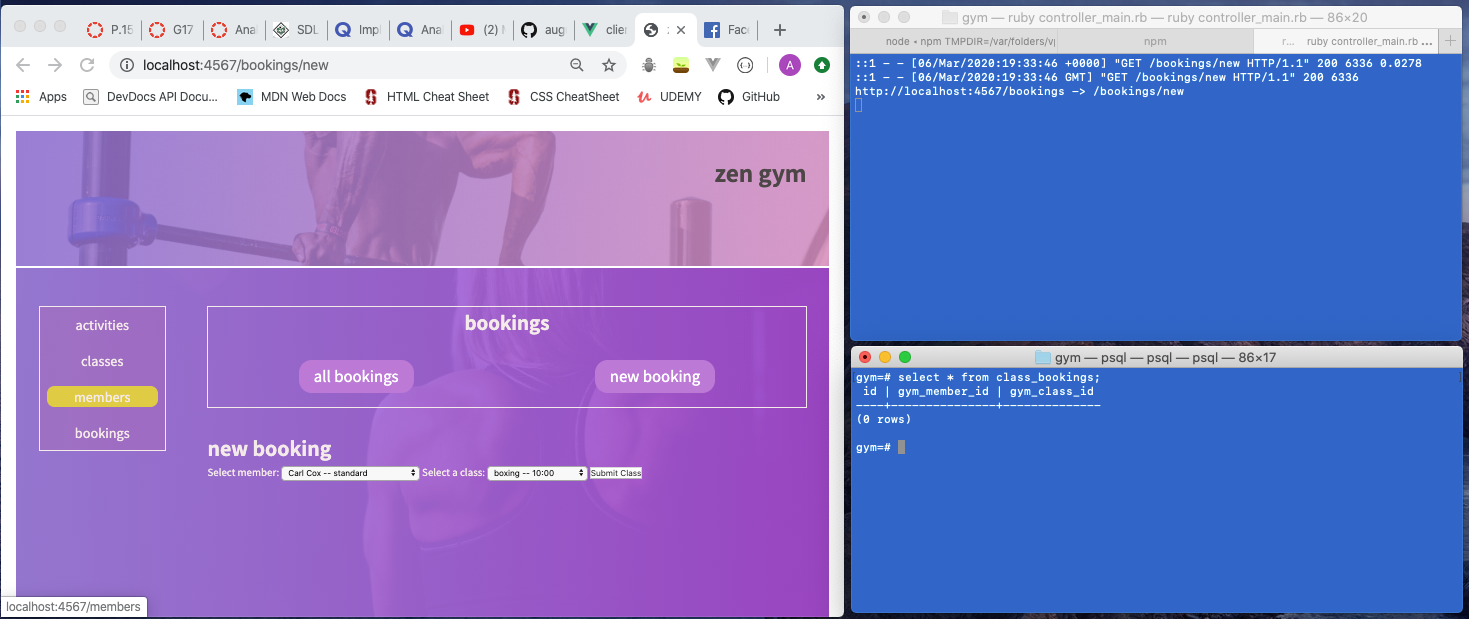 P.15
G17
Anal
SDL
Impl
Anal
(2)
aug
clien
Face
localhost:4567/bookings/new
A
Apps
DevDocs API Docu...
MDN Web Docs
HTML Cheat Sheet
CSS CheatSheet
UDEMY
GitHub
»
zen gym
activities
classes
members
bookings
bookings
all bookings
new booking
new booking
Select member: Carl Cox -- standard Select a class: boxing -- 10:00 Submit Class
localhost:4567/members
gym — ruby controller_main.rb — ruby controller_main.rb — 86×20
node • npm TMPDIR=/var/folders/vp
npm
r... ruby controller_main.rb ...
::1 - - [06/Mar/2020:19:33:46 +0000] "GET /bookings/new HTTP/1.1" 200 6336 0.0278
::1 - - [06/Mar/2020:19:33:46 GMT] "GET /bookings/new HTTP/1.1" 200 6336
http://localhost:4567/bookings -> /bookings/new
gym — psql — psql — psql — 86×17
gym=# select * from class_bookings;
 id | gym_member_id | gym_class_id
----+---------------+--------------
(0 rows)
gym=#